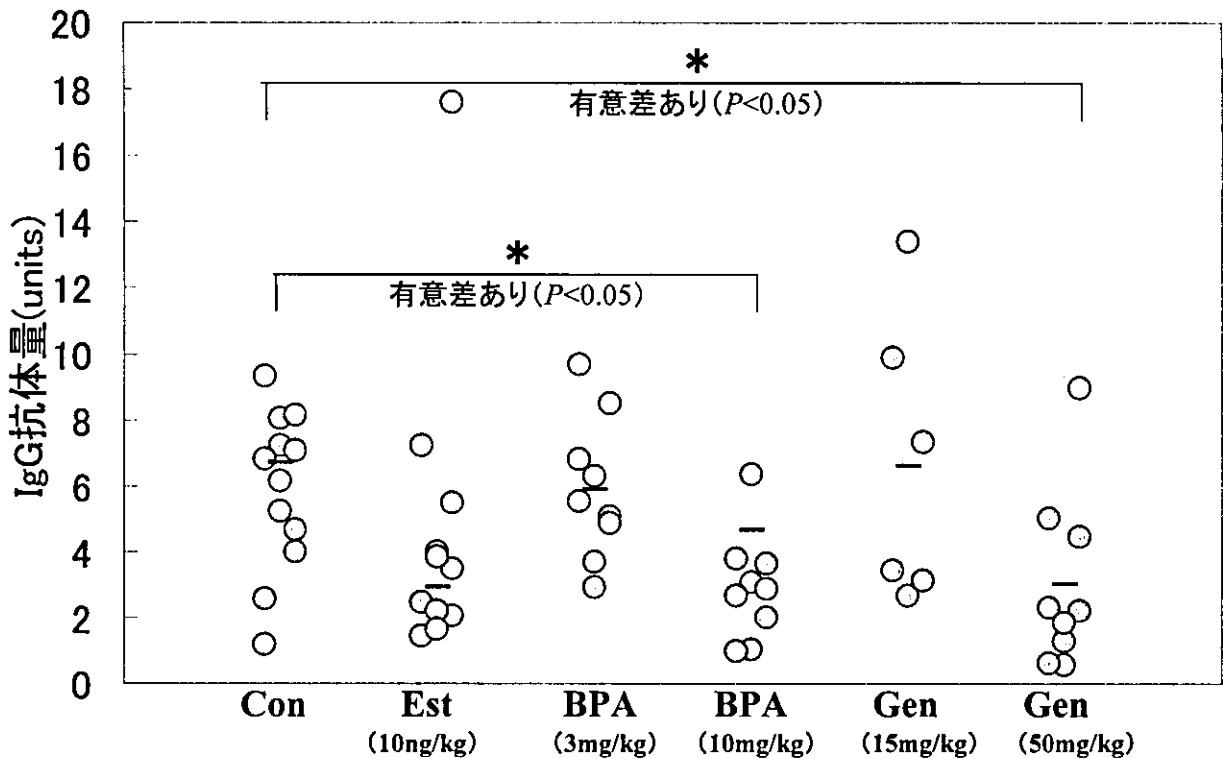 IgG抗体量(units)
20
18
16
14
12
10
8
6
4
2
0
*
有意差あり(P<0.05)
*
有意差あり(P<0.05)
Con
Est
(10ng/kg)
BPA
(3mg/kg)
BPA
(10mg/kg)
Gen
(15mg/kg)
Gen
(50mg/kg)